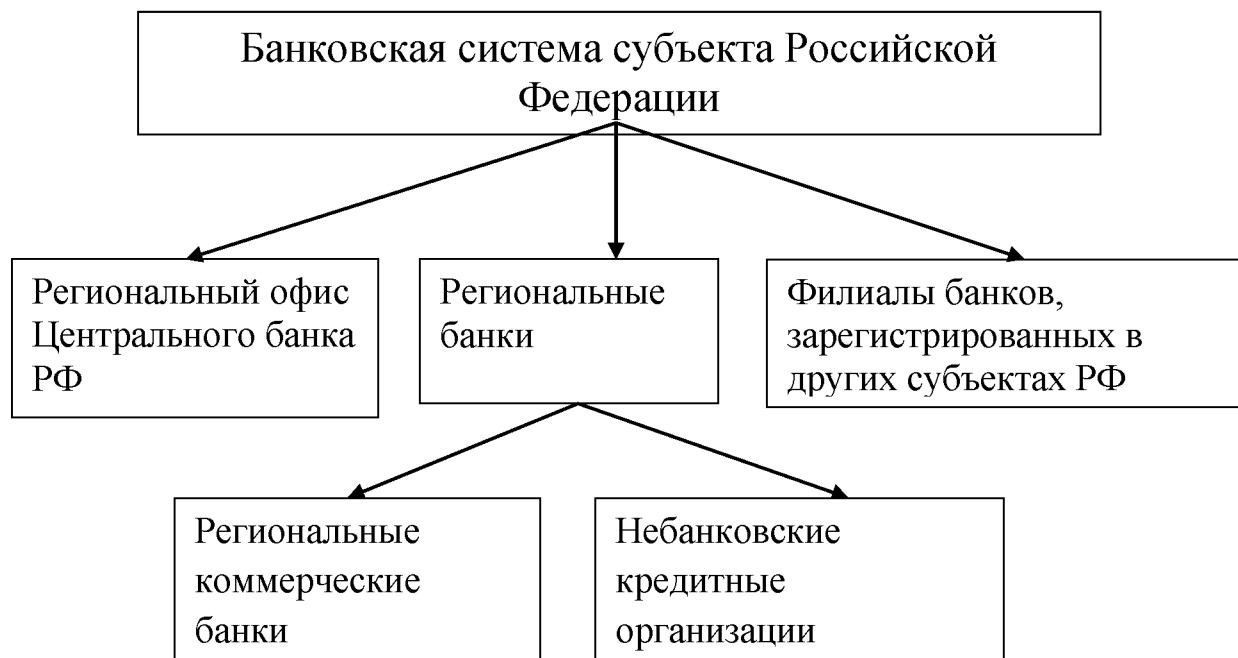 Банковская система субъекта Российской
Федерации
Региональный офис
Центрального банка
РФ
Региональные
банки
Филиалы банков,
зарегистрированных в
других субъектах РФ
Региональные
коммерческие
банки
Небанковские
кредитные
организации